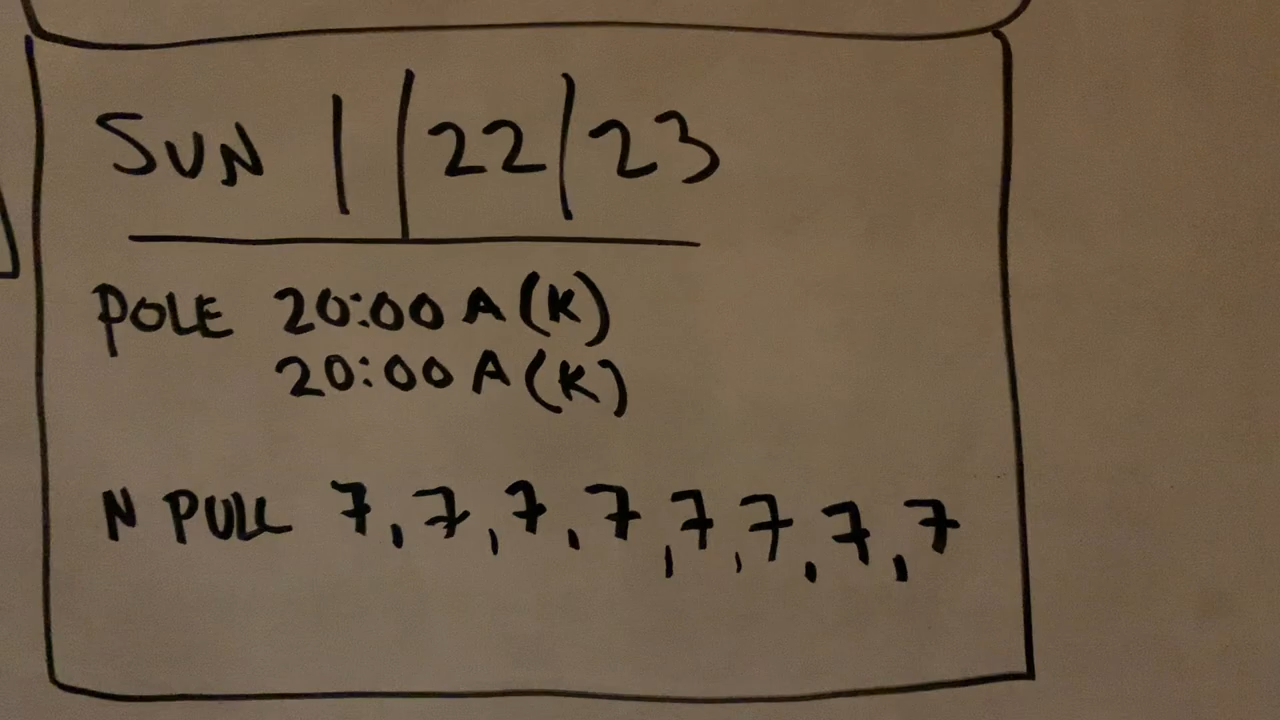 SUN 1/22/23
POLE 20:00 A (K)
20:00 A (K)
N PULL 7, 7, 7, 7, 7, 7, 7, 7